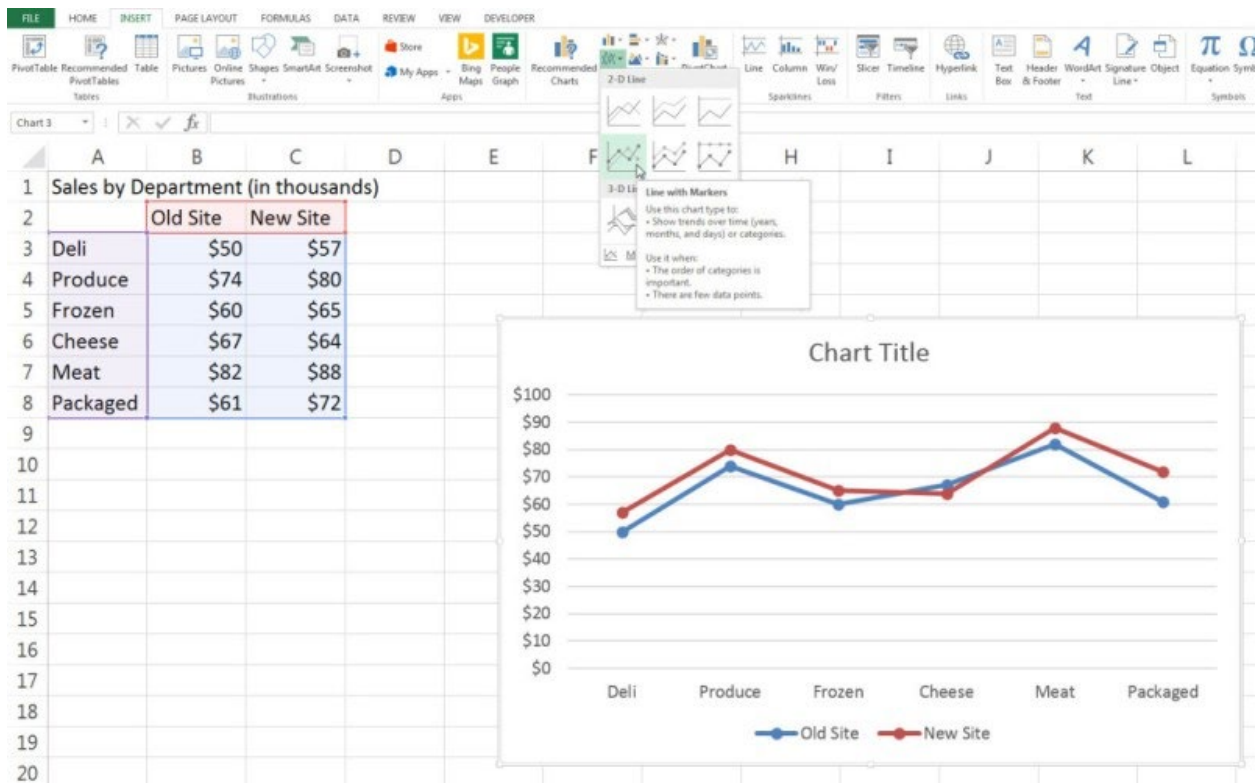 FILE HOME INSERT PAGE LAYOUT FORMULAS DATA REVIEW VIEW DEVELOPER
PivotTable Recommended PivotTables Table Pictures Online Pictures Shapes SmartArt Screenshot Store My Apps Bing Maps People Graph Recommended Charts PivotChart Line Column Win/Loss Slicer Timeline Hyperlink Text Box Header & Footer WordArt Signature Line Object Equation
Tables Illustrations Apps Sparklines Filters Links Text Symbols
2-D Line
3-D
Line with Markers
Use this chart type to:
• Show trends over time (years,
months, and days) or categories.
Use it when:
• The order of categories is
important.
• There are few data points.
Chart 3 fx
A B C D E F H I J K L
1 Sales by Department (in thousands)
2 Old Site New Site
3 Deli $50 $57
4 Produce $74 $80
5 Frozen $60 $65
6 Cheese $67 $64
7 Meat $82 $88
8 Packaged $61 $72
9
10
11
12
13
14
15
16
17
18
19
20
Chart Title
$100
$90
$80
$70
$60
$50
$40
$30
$20
$10
$0
Deli Produce Frozen Cheese Meat Packaged
Old Site New Site